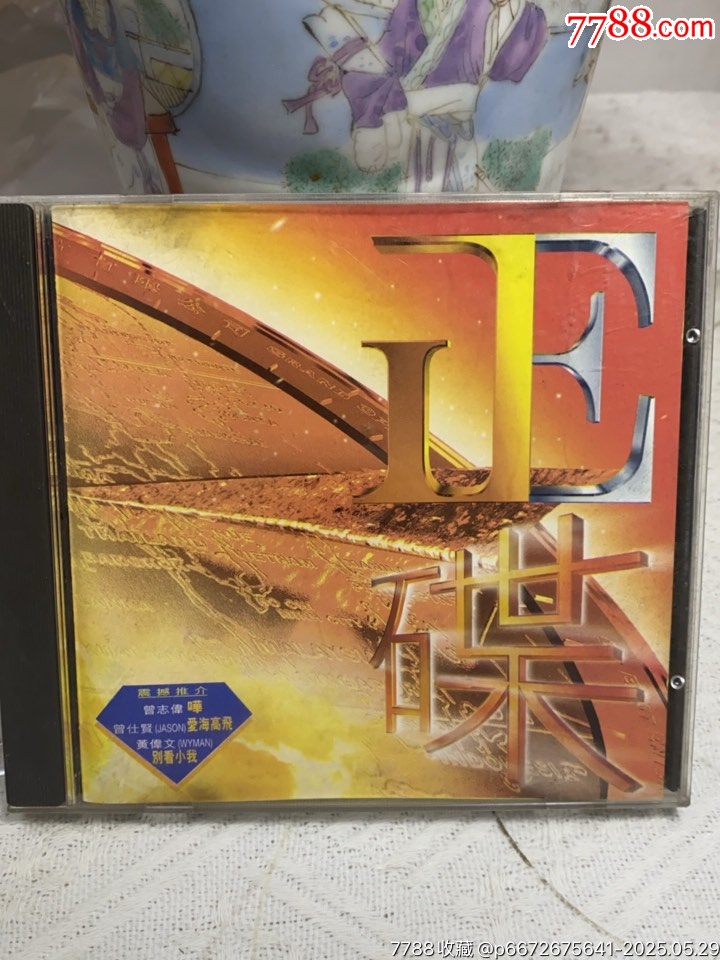 7788.com
正
碟
震撼推介
曾志偉 嘩
曾仕賢(JASON)愛海高飛
黃偉文(WYMAN)
別看小我
7788收藏 @p6672675641-2025.05.29